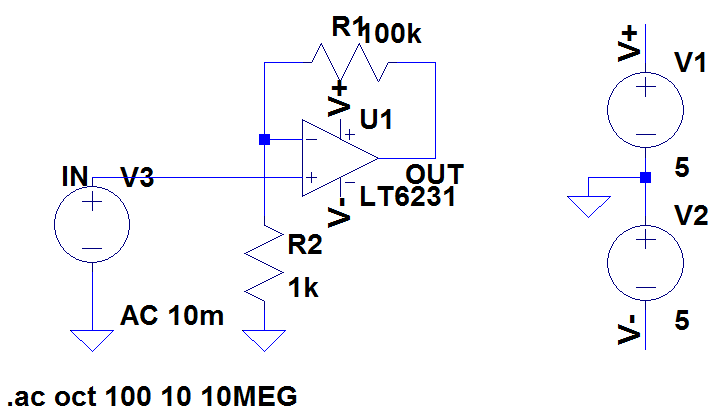 R1
100k
V+
U1
IN
V3
OUT
LT6231
V-
R2
1k
AC 10m
V+
V1
5
V2
V-
5
.ac oct 100 10 10MEG